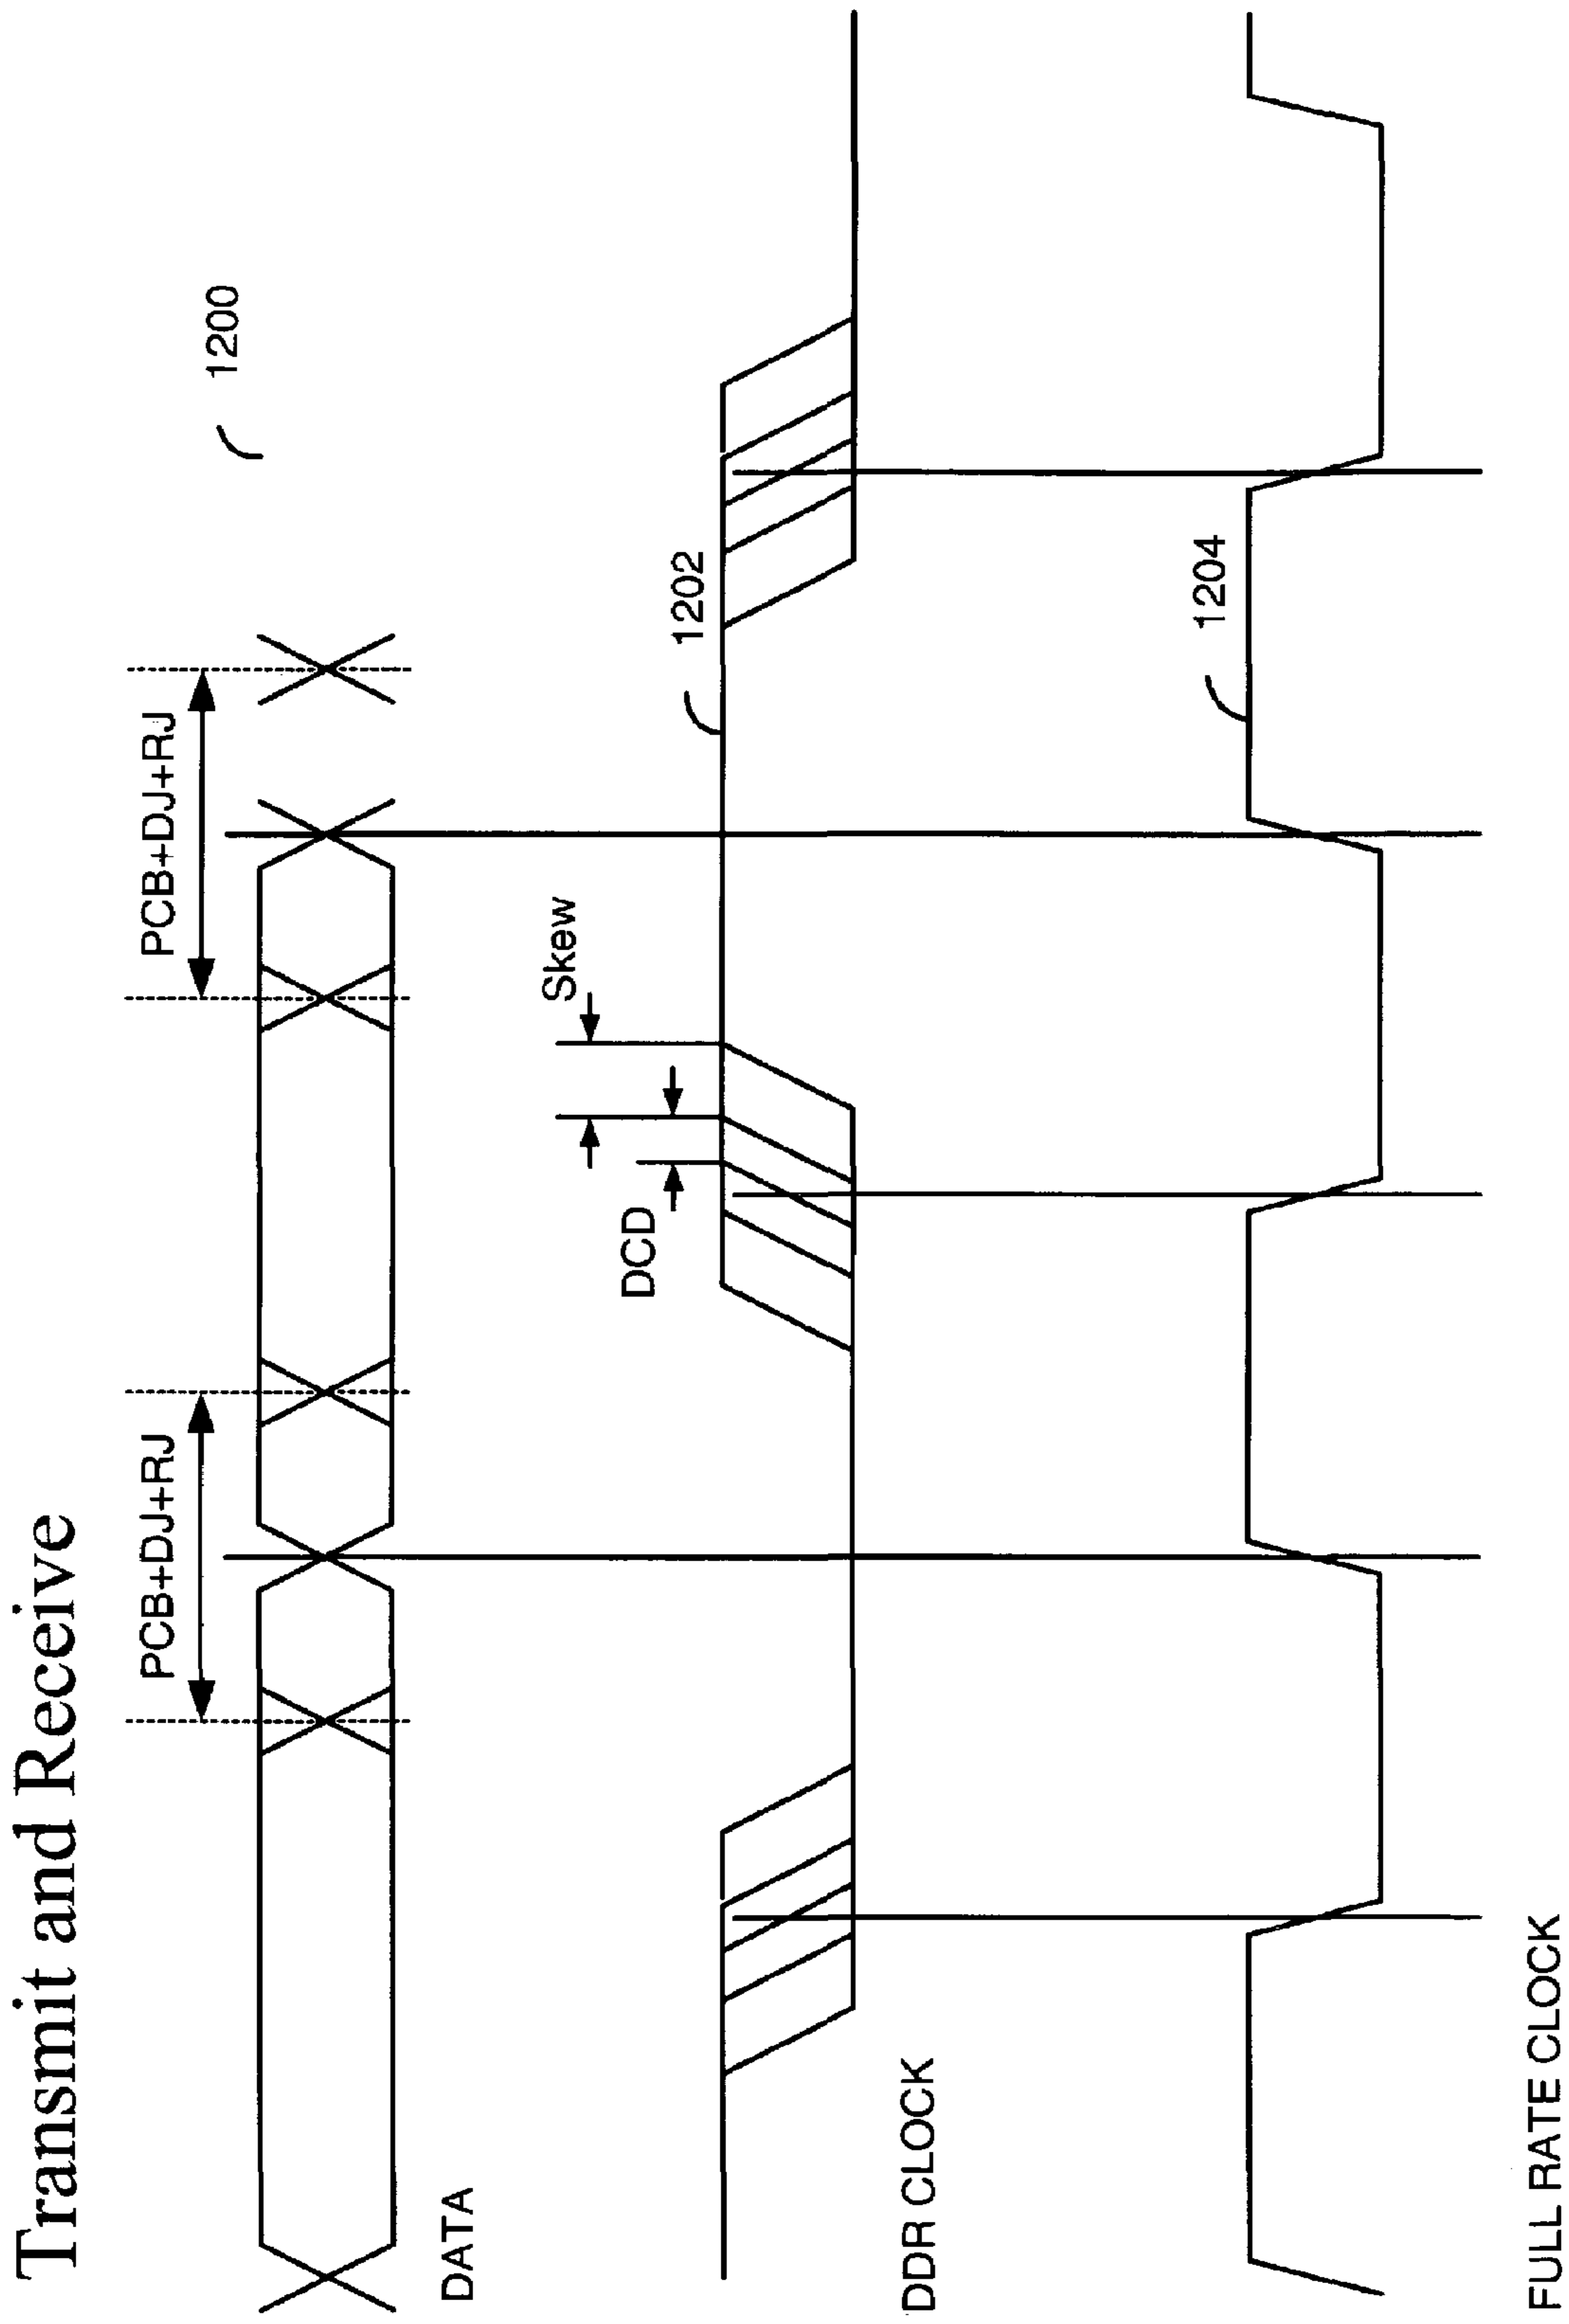 Transmit and Receive
PCB+DJ+RJ
PCB+DJ+RJ
1200
DATA
Skew
DCD
1202
DDR CLOCK
1204
FULL RATE CLOCK